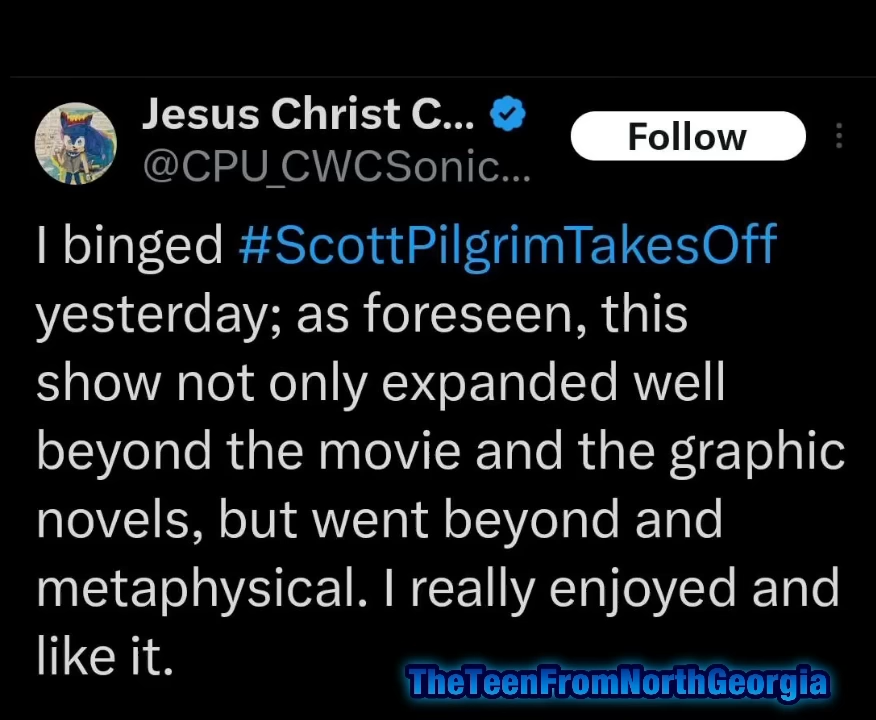 Jesus Christ C...
Follow
@CPU_CWCSonic...
I binged #ScottPilgrimTakesOff
yesterday; as foreseen, this
show not only expanded well
beyond the movie and the graphic
novels, but went beyond and
metaphysical. I really enjoyed and
like it.
TheTeenFromNorthGeorgia